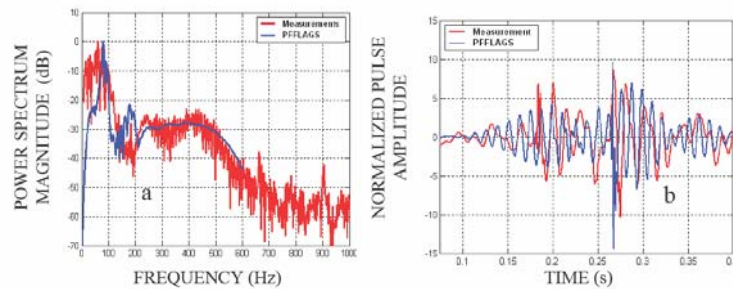 Measurements
PFFLAGS
0
-10
-20
-30
-40
-50
-60
-70
0
100
200
300
400
500
600
700
800
900
1000
POWER SPECTRUM
MAGNITUDE (dB)
a
FREQUENCY (Hz)
Measurement
PFFLAGS
15
10
5
0
-5
-10
-15
0.1
0.15
0.2
0.25
0.3
0.35
NORMALIZED PULSE
AMPLITUDE
b
TIME (s)